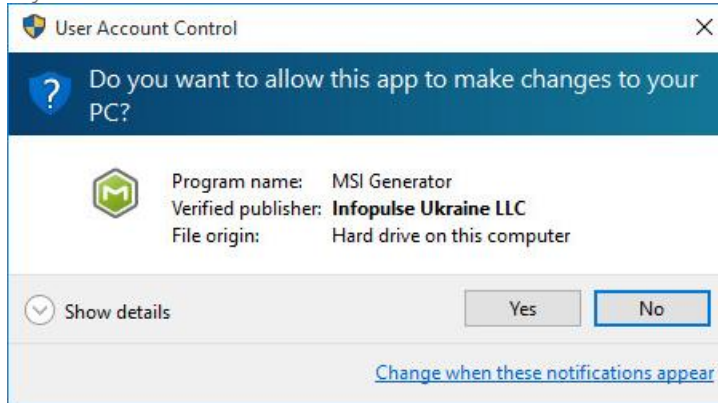 User Account Control
Do you want to allow this app to make changes to your
PC?
Program name: MSI Generator
Verified publisher: Infopulse Ukraine LLC
File origin: Hard drive on this computer
Show details
Yes
No
Change when these notifications appear